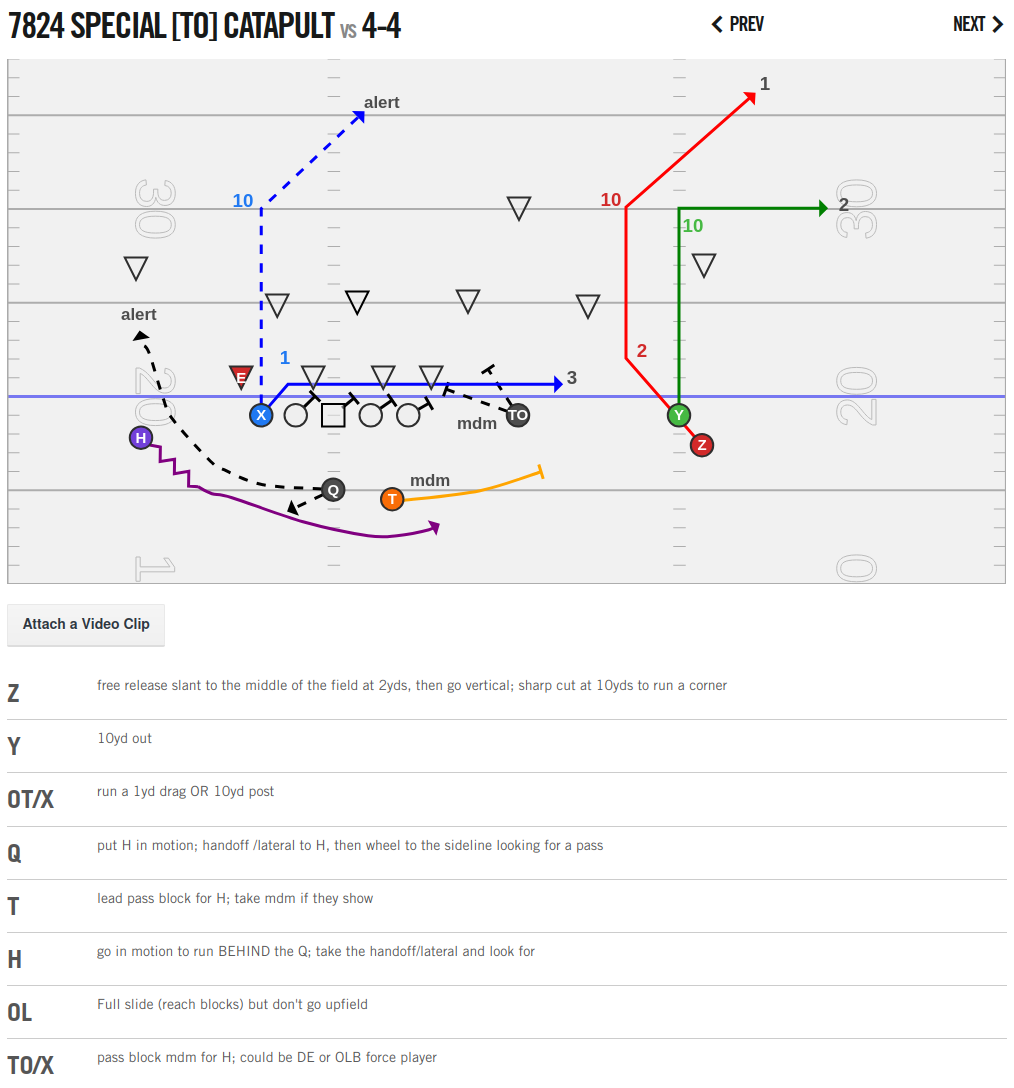 7824 SPECIAL [TO] CATAPULT vs 4-4
PREV
NEXT
1
alert
10
10
2
30
30
10
alert
1
2
E
3
20
20
X
TO
Y
mdm
H
Z
mdm
Q
T
1
0
Attach a Video Clip
Z
free release slant to the middle of the field at 2yds, then go vertical; sharp cut at 10yds to run a corner
Y
10yd out
OT/X
run a 1yd drag OR 10yd post
Q
put H in motion; handoff /lateral to H, then wheel to the sideline looking for a pass
T
lead pass block for H; take mdm if they show
H
go in motion to run BEHIND the Q; take the handoff/lateral and look for
OL
Full slide (reach blocks) but don't go upfield
TO/X
pass block mdm for H; could be DE or OLB force player